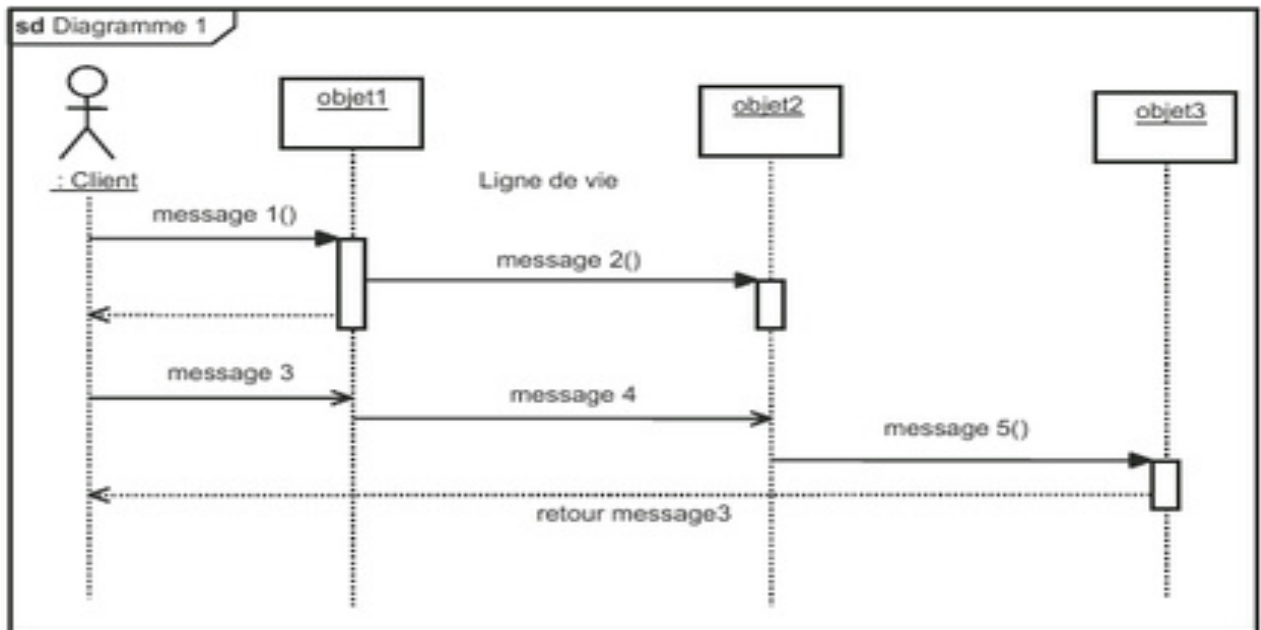 sd Diagramme 1
objet1
objet2
objet3
: Client
Ligne de vie
message 1()
message 2()
message 3
message 4
message 5()
retour message3